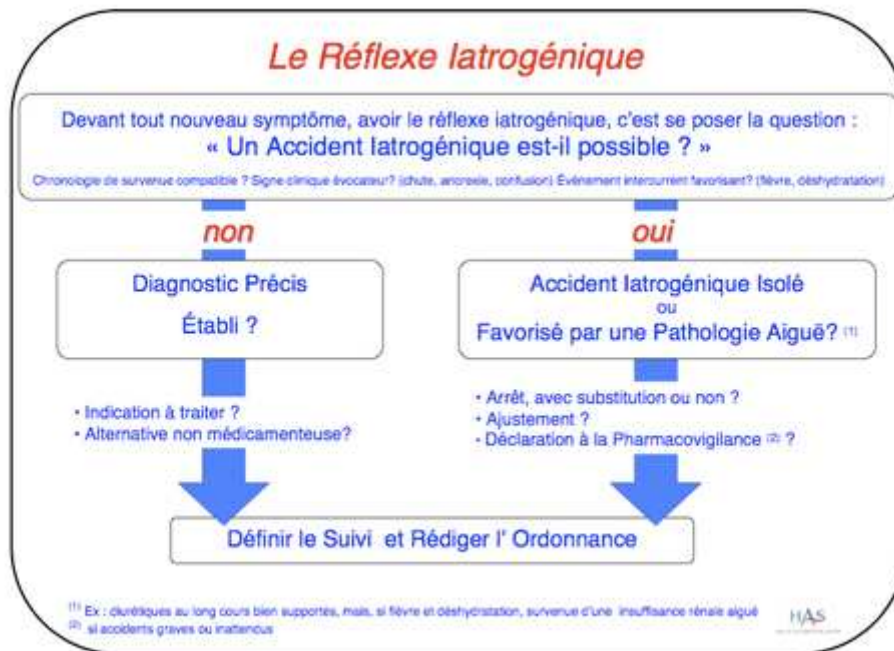 Le Réflexe Iatrogénique
Devant tout nouveau symptôme, avoir le réflexe iatrogénique, c'est se poser la question :
« Un Accident Iatrogénique est-il possible ? »
Chronologie de survenue compatible ? Signe clinique évocateur? (chute, anorexie, confusion) Événement intercurrent favorisant? (fièvre, déshydratation)
non
oui
Diagnostic Précis
Établi ?
Accident Iatrogénique Isolé
ou
Favorisé par une Pathologie Aiguë? (1)
• Indication à traiter ?
• Alternative non médicamenteuse?
• Arrêt, avec substitution ou non ?
• Ajustement ?
- Déclaration à la Pharmacovigilance (2) ?
Définir le Suivi et Rédiger l' Ordonnance
(1) Ex : diurétiques au long cours bien supportés, mais, si fièvre et déshydratation, survenue d'une insuffisance rénale aiguë
(2) si accidents graves ou inattendus
HAS